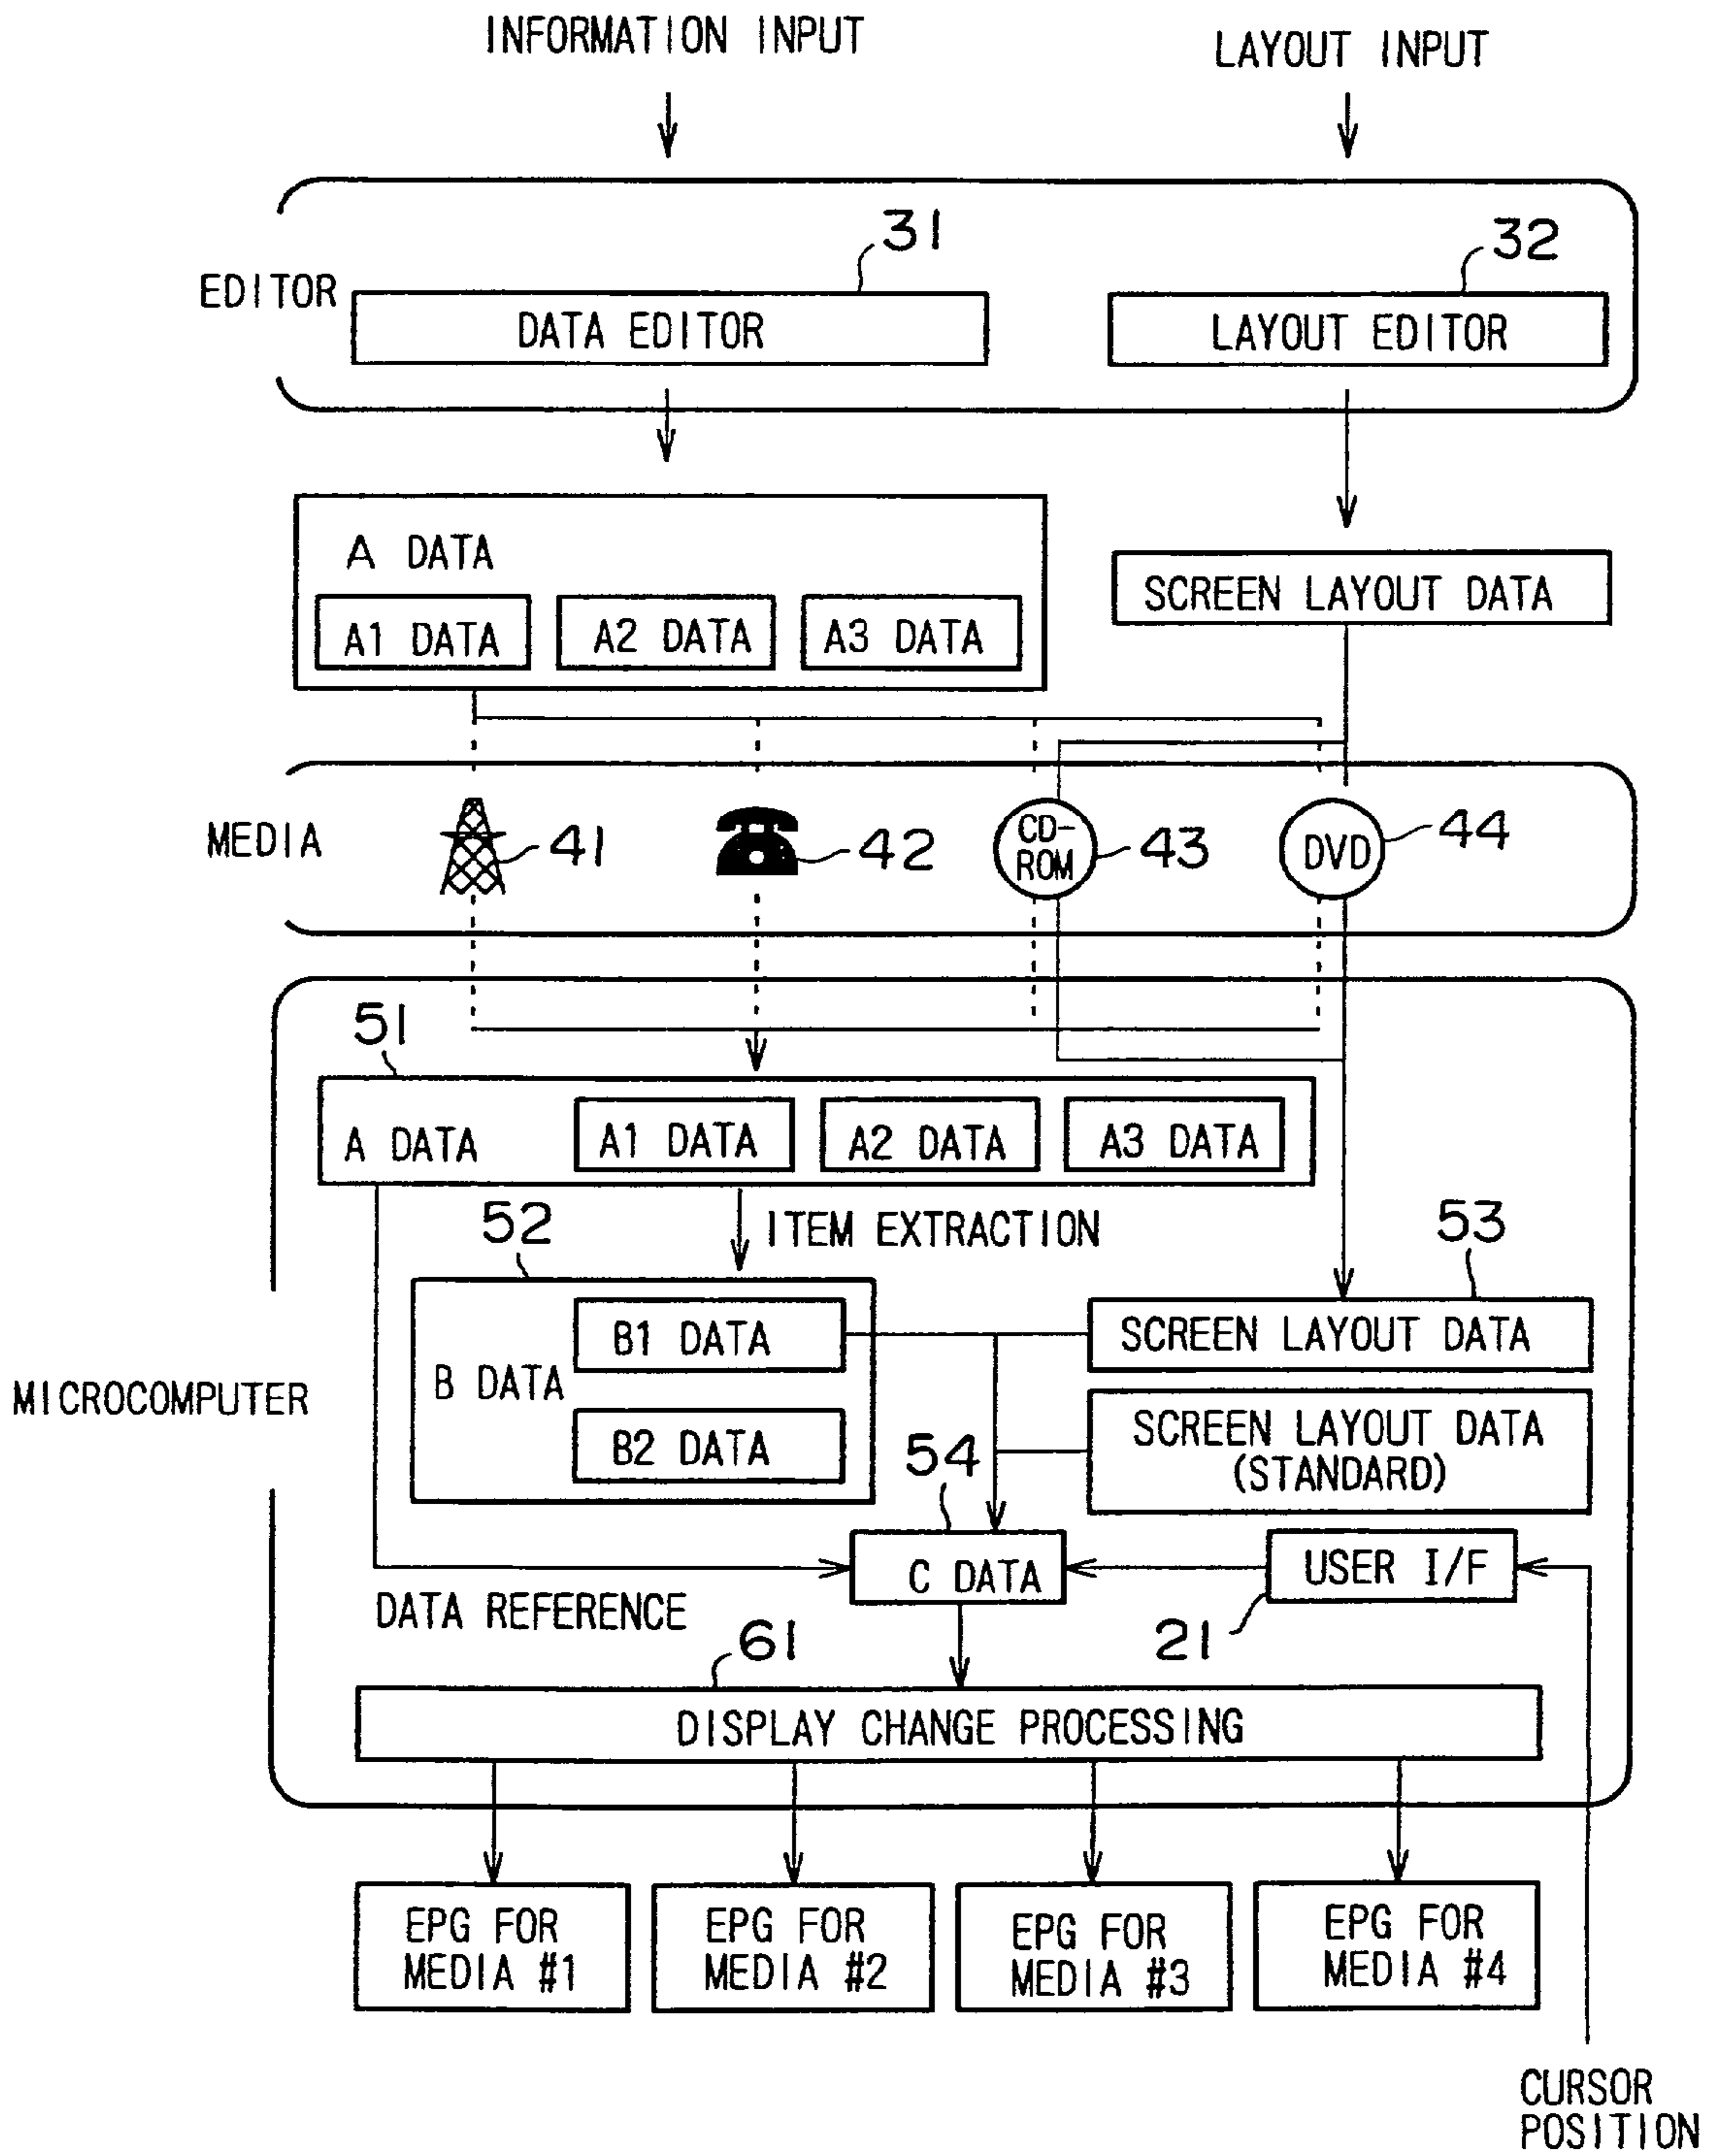 INFORMATION INPUT
LAYOUT INPUT
31
32
EDITOR
DATA EDITOR
LAYOUT EDITOR
A DATA
A1 DATA
A2 DATA
A3 DATA
SCREEN LAYOUT DATA
MEDIA
41
42
CD-
ROM
43
DVD
44
51
A DATA
A1 DATA
A2 DATA
A3 DATA
52
ITEM EXTRACTION
53
B DATA
B1 DATA
B2 DATA
SCREEN LAYOUT DATA
MICROCOMPUTER
SCREEN LAYOUT DATA
(STANDARD)
54
C DATA
USER I/F
DATA REFERENCE
21
61
DISPLAY CHANGE PROCESSING
EPG FOR
MEDIA #1
EPG FOR
MEDIA #2
EPG FOR
MEDIA #3
EPG FOR
MEDIA #4
CURSOR
POSITION